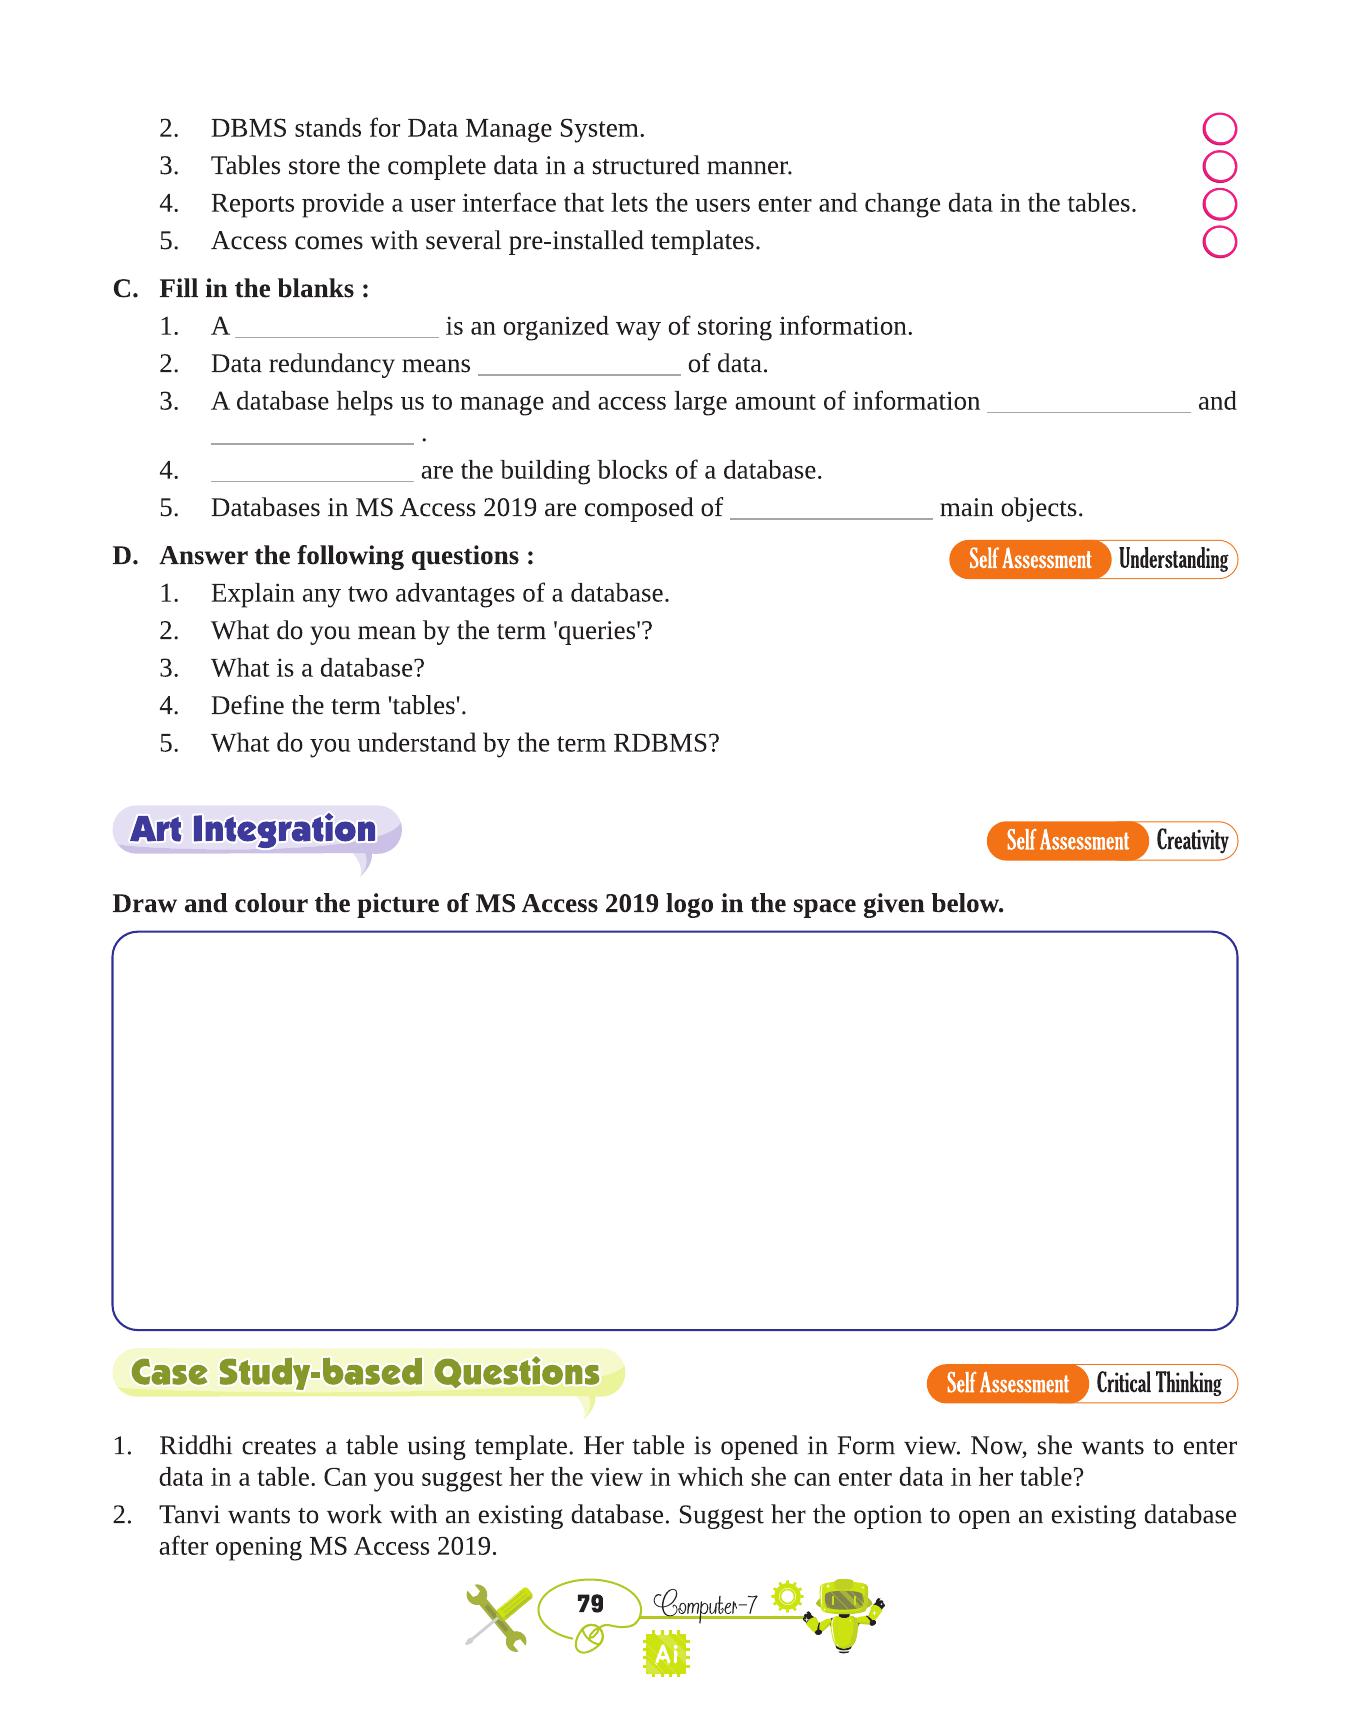 2. DBMS stands for Data Manage System.
3. Tables store the complete data in a structured manner.
4. Reports provide a user interface that lets the users enter and change data in the tables.
5. Access comes with several pre-installed templates.
C. Fill in the blanks :
1. A _______________ is an organized way of storing information.
2. Data redundancy means _______________ of data.
3. A database helps us to manage and access large amount of information _______________ and
_______________ .
4. _______________ are the building blocks of a database.
5. Databases in MS Access 2019 are composed of _______________ main objects.
D. Answer the following questions : Self Assessment Understanding
1. Explain any two advantages of a database.
2. What do you mean by the term 'queries'?
3. What is a database?
4. Define the term 'tables'.
5. What do you understand by the term RDBMS?
Art Integration Self Assessment Creativity
Draw and colour the picture of MS Access 2019 logo in the space given below.
Case Study-based Questions Self Assessment Critical Thinking
1. Riddhi creates a table using template. Her table is opened in Form view. Now, she wants to enter
data in a table. Can you suggest her the view in which she can enter data in her table?
2. Tanvi wants to work with an existing database. Suggest her the option to open an existing database
after opening MS Access 2019.
79 Computer-7
Ai